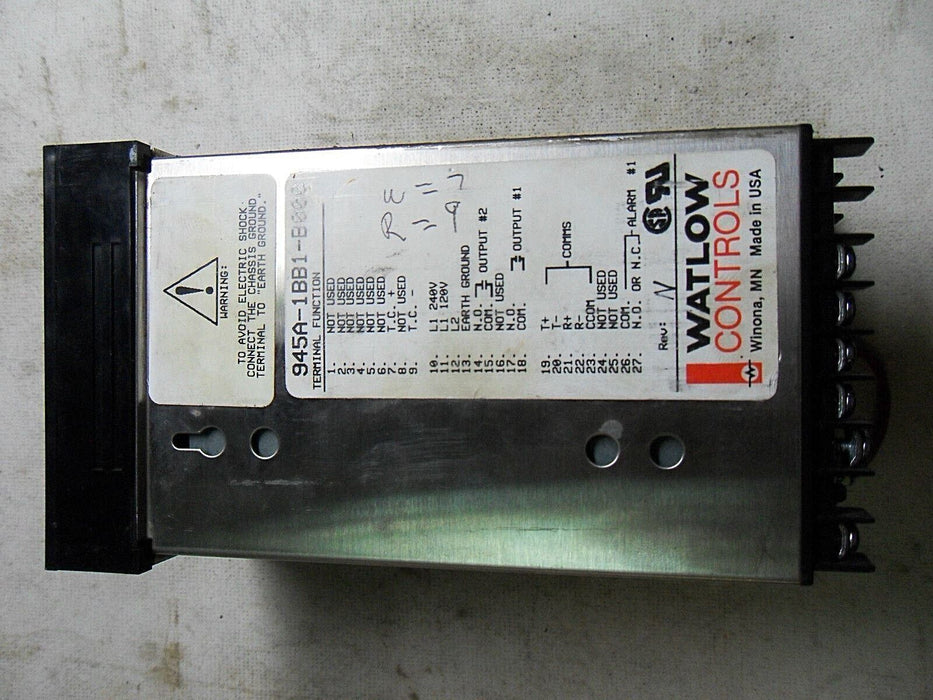 WARNING:
TO AVOID ELECTRIC SHOCK
CONNECT THE CHASSIS GROUND
TERMINAL TO EARTH GROUND.
945A-1BB1-B000
TERMINAL FUNCTION
1. NOT USED
2. NOT USED
3. NOT USED
4. NOT USED
5. NOT USED
6. NOT USED
7. T.C. +
8. NOT USED
9. T.C. -
10. L1 240V
11. L1 120V
12. L2
13. EARTH GROUND
14. N.O. OUTPUT #2
15. COM.
16. NOT USED
17. N.O. OUTPUT #1
18. COM.
19. T+
20. T-
21. R+ COMMS
22. R-
23. CCOM
24. NOT USED
25. NOT USED
26. COM.
27. N.O. OR N.C. ALARM #1
Rev: N
WATLOW
CONTROLS
Winona, MN Made in USA